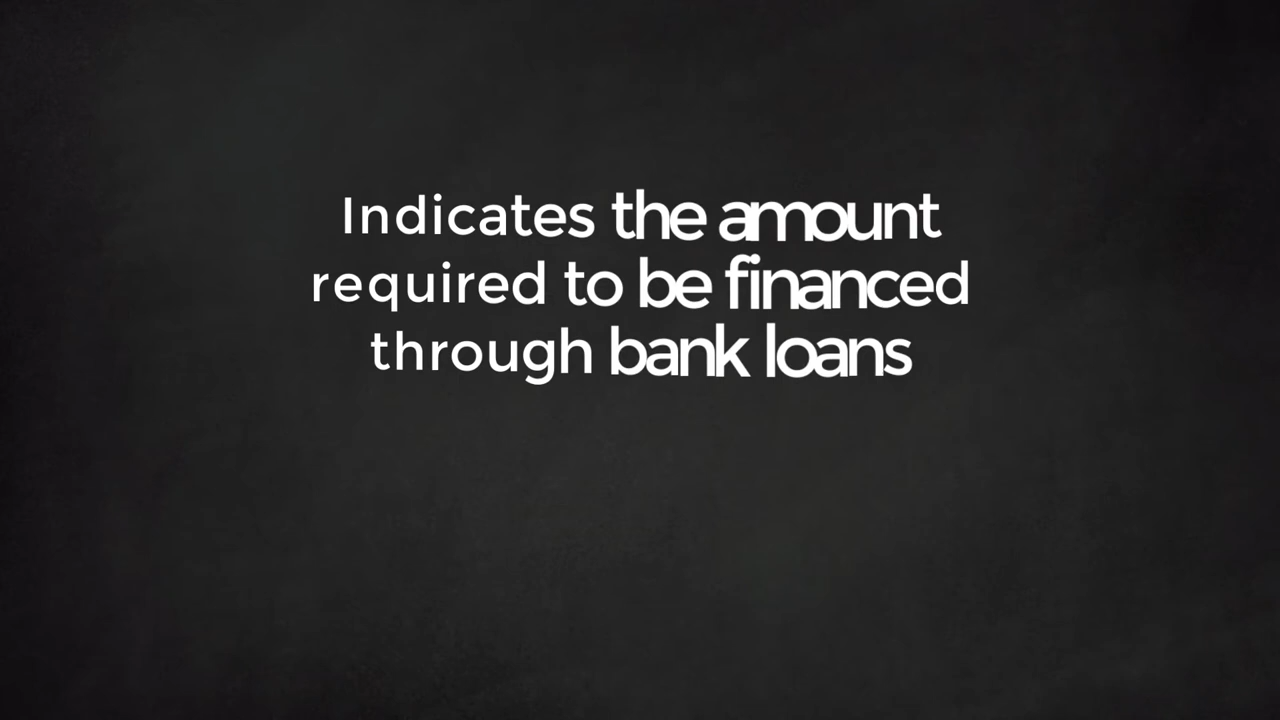 Indicates the amount
required to be financed
through bank loans